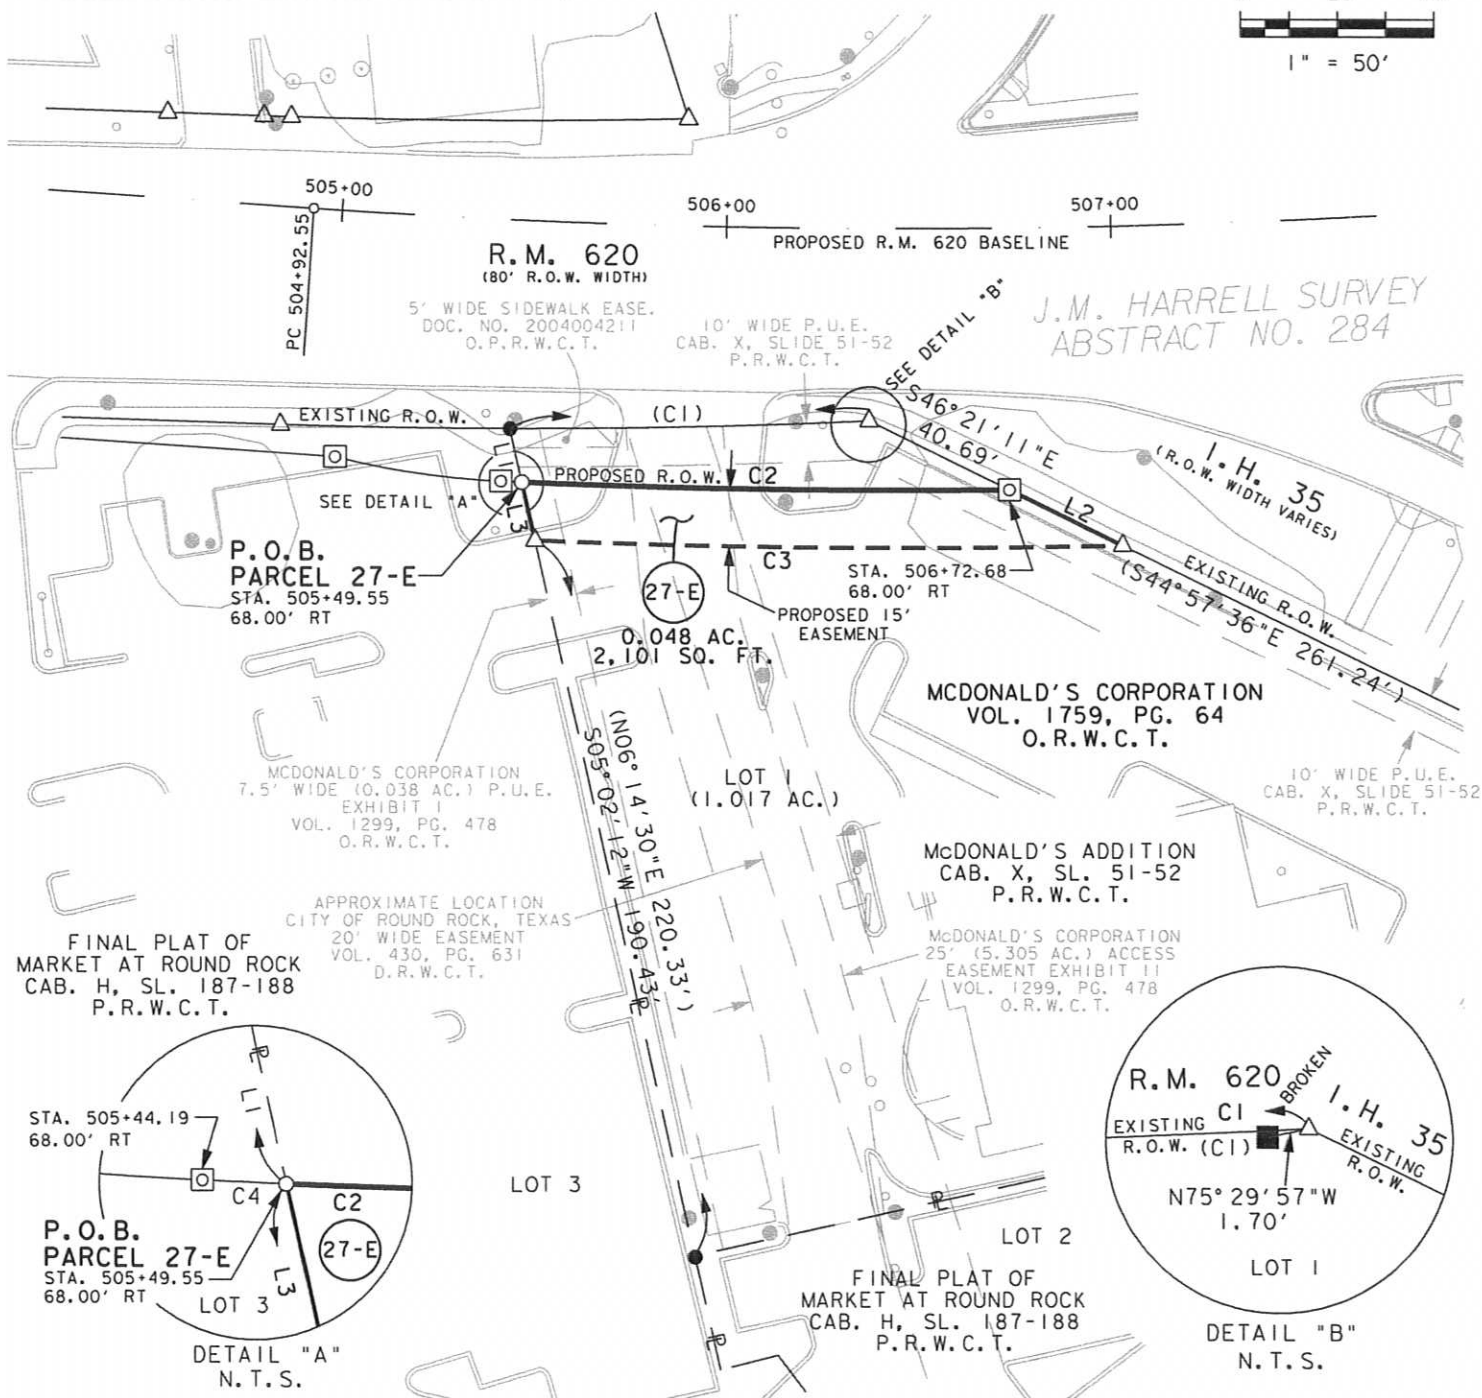 1" = 50'
505+00
506+00
507+00
PC 504+92.55
PROPOSED R.M. 620 BASELINE
R.M. 620
(80' R.O.W. WIDTH)
5' WIDE SIDEWALK EASE.
DOC. NO. 2004004211
O.P.R.W.C.T.
10' WIDE P.U.E.
CAB. X, SLIDE 51-52
P.R.W.C.T.
SEE DETAIL "B"
J.M. HARRELL SURVEY
ABSTRACT NO. 284
EXISTING R.O.W.
(C1)
S46°21'11"E
40.69'
I.H. 35
(R.O.W. WIDTH VARIES)
L1
PROPOSED R.O.W.
C2
SEE DETAIL "A"
L3
L2
P.O.B.
PARCEL 27-E
STA. 505+49.55
68.00' RT
C3
27-E
0.048 AC.
2,101 SQ. FT.
STA. 506+72.68
68.00' RT
PROPOSED 15'
EASEMENT
EXISTING R.O.W.
(S44°57'36"E 261.24')
MCDONALD'S CORPORATION
VOL. 1759, PG. 64
O.R.W.C.T.
(N06°14'30"E 220.33')
S05°02'12"W 190.43'
LOT 1
(1.017 AC.)
MCDONALD'S CORPORATION
7.5' WIDE (0.038 AC.) P.U.E.
EXHIBIT I
VOL. 1299, PG. 478
O.R.W.C.T.
10' WIDE P.U.E.
CAB. X, SLIDE 51-52
P.R.W.C.T.
McDONALD'S ADDITION
CAB. X, SL. 51-52
P.R.W.C.T.
APPROXIMATE LOCATION
CITY OF ROUND ROCK, TEXAS
20' WIDE EASEMENT
VOL. 430, PG. 631
D.R.W.C.T.
McDONALD'S CORPORATION
25' (5.305 AC.) ACCESS
EASEMENT EXHIBIT II
VOL. 1299, PG. 478
O.R.W.C.T.
FINAL PLAT OF
MARKET AT ROUND ROCK
CAB. H, SL. 187-188
P.R.W.C.T.
PL
PL
L1
STA. 505+44.19
68.00' RT
C4
C2
P.O.B.
PARCEL 27-E
STA. 505+49.55
68.00' RT
27-E
L3
LOT 3
DETAIL "A"
N.T.S.
LOT 3
PL
LOT 2
FINAL PLAT OF
MARKET AT ROUND ROCK
CAB. H, SL. 187-188
P.R.W.C.T.
PL
R.M. 620
BROKEN
I.H. 35
EXISTING
R.O.W.
C1
(C1)
EXISTING
R.O.W.
N75°29'57"W
1.70'
LOT 1
DETAIL "B"
N.T.S.